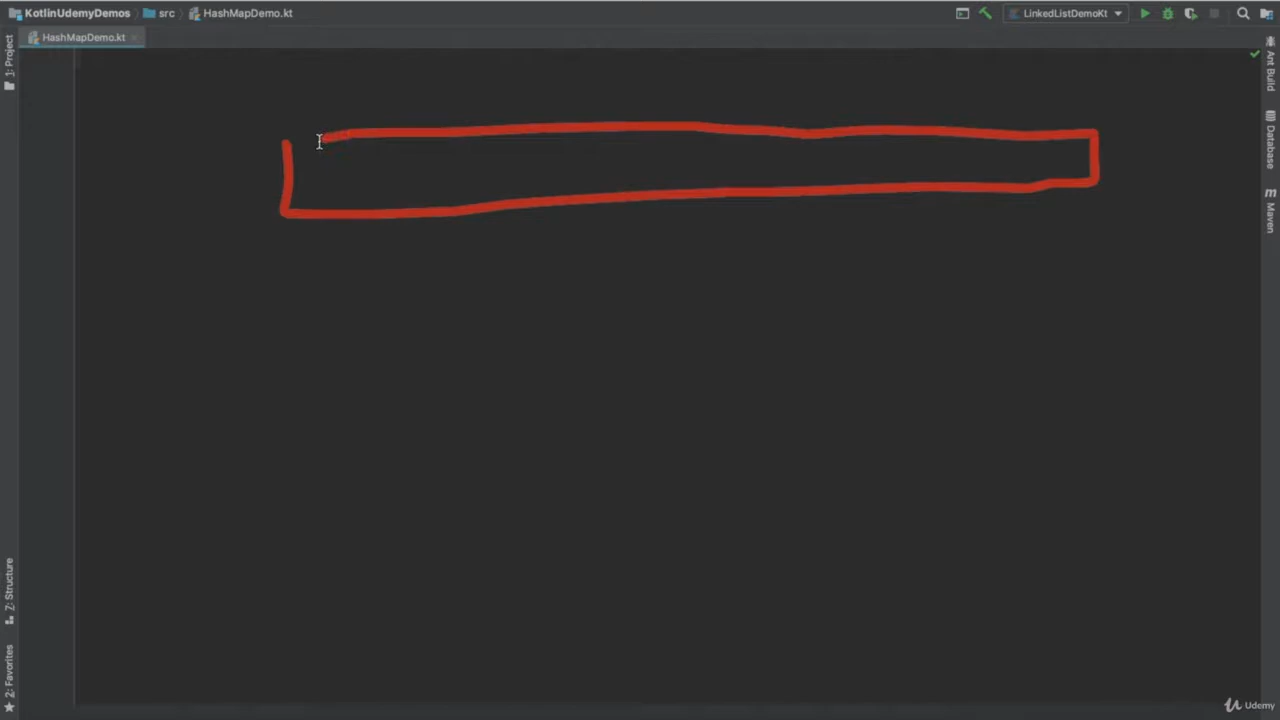 KotlinUdemyDemos src HashMapDemo.kt LinkedListDemoKt
HashMapDemo.kt
1: Project
Ant Build
Database
m Maven
Z: Structure
2: Favorites
Udemy